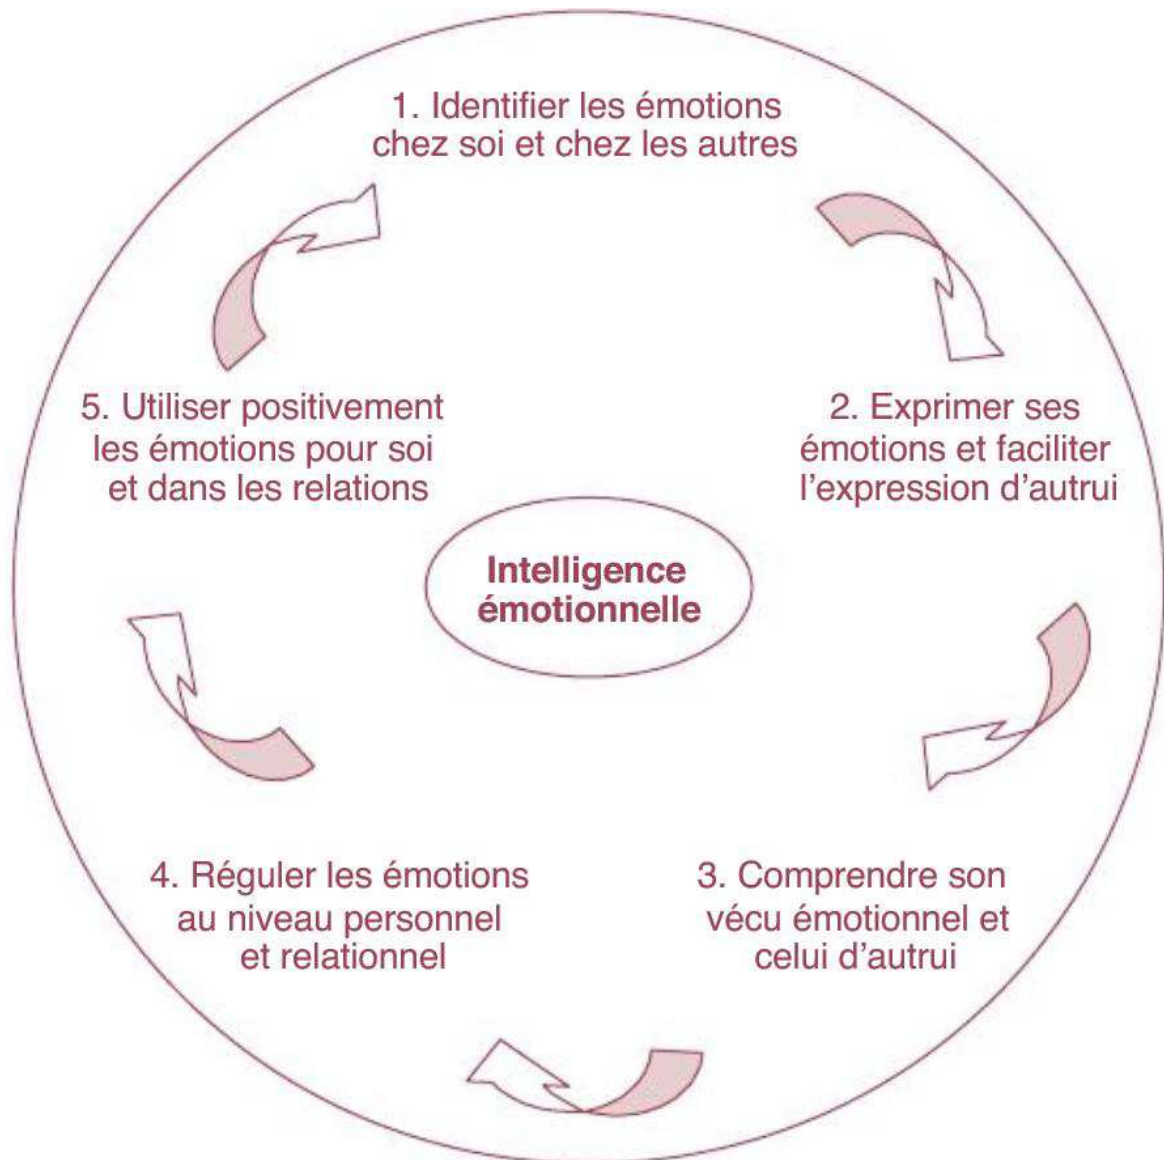 1. Identifier les émotions
chez soi et chez les autres
2. Exprimer ses
émotions et faciliter
l'expression d'autrui
3. Comprendre son
vécu émotionnel et
celui d'autrui
4. Réguler les émotions
au niveau personnel
et relationnel
5. Utiliser positivement
les émotions pour soi
et dans les relations
Intelligence
émotionnelle